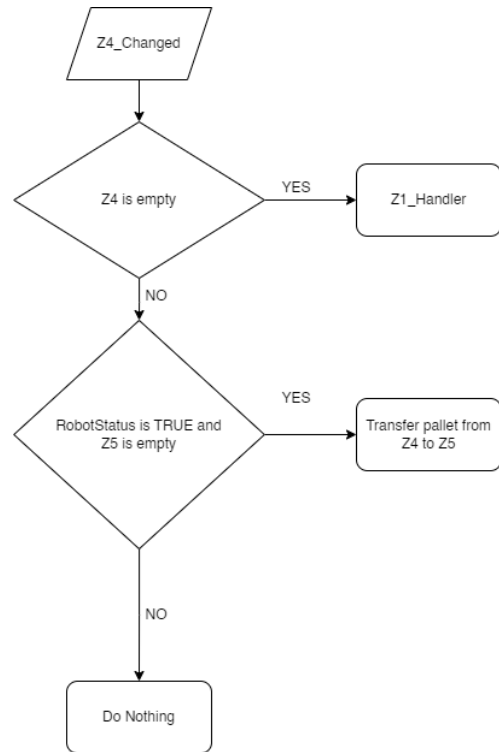 Z4_Changed
Z4 is empty
YES
Z1_Handler
NO
RobotStatus is TRUE and
Z5 is empty
YES
Transfer pallet from
Z4 to Z5
NO
Do Nothing